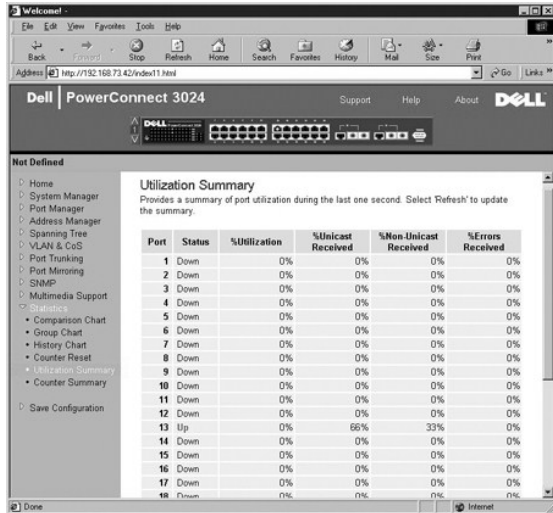 Welcome! -
File Edit View Favorites Tools Help
Back Forward Stop Refresh Home Search Favorites History Mail Size Print
Address http://192.168.73.42/index11.html Go Links »
Dell PowerConnect 3024
Support Help About DELL
DELL
Not Defined
Home
System Manager
Port Manager
Address Manager
Spanning Tree
VLAN & CoS
Port Trunking
Port Mirroring
SNMP
Multimedia Support
Statistics
• Comparison Chart
• Group Chart
• History Chart
• Counter Reset
• Utilization Summary
• Counter Summary
Save Configuration
Utilization Summary
Provides a summary of port utilization during the last one second. Select 'Refresh' to update
the summary.
Port Status %Utilization %Unicast Received %Non-Unicast Received %Errors Received
1 Down 0% 0% 0% 0%
2 Down 0% 0% 0% 0%
3 Down 0% 0% 0% 0%
4 Down 0% 0% 0% 0%
5 Down 0% 0% 0% 0%
6 Down 0% 0% 0% 0%
7 Down 0% 0% 0% 0%
8 Down 0% 0% 0% 0%
9 Down 0% 0% 0% 0%
10 Down 0% 0% 0% 0%
11 Down 0% 0% 0% 0%
12 Down 0% 0% 0% 0%
13 Up 0% 66% 33% 0%
14 Down 0% 0% 0% 0%
15 Down 0% 0% 0% 0%
16 Down 0% 0% 0% 0%
17 Down 0% 0% 0% 0%
18 Down 0% 0% 0% 0%
Done Internet